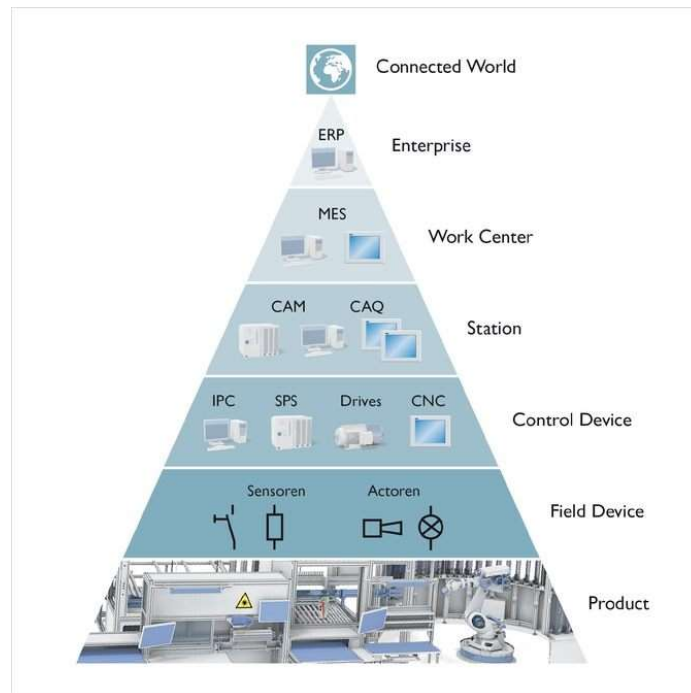 Connected World
ERP
Enterprise
MES
Work Center
CAM CAQ
Station
IPC SPS Drives CNC
Control Device
Sensoren Actoren
Field Device
Product